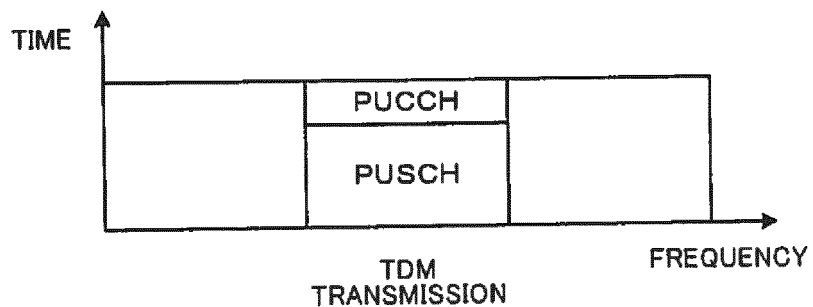 TIME
PUCCH
PUSCH
FREQUENCY
TDM
TRANSMISSION